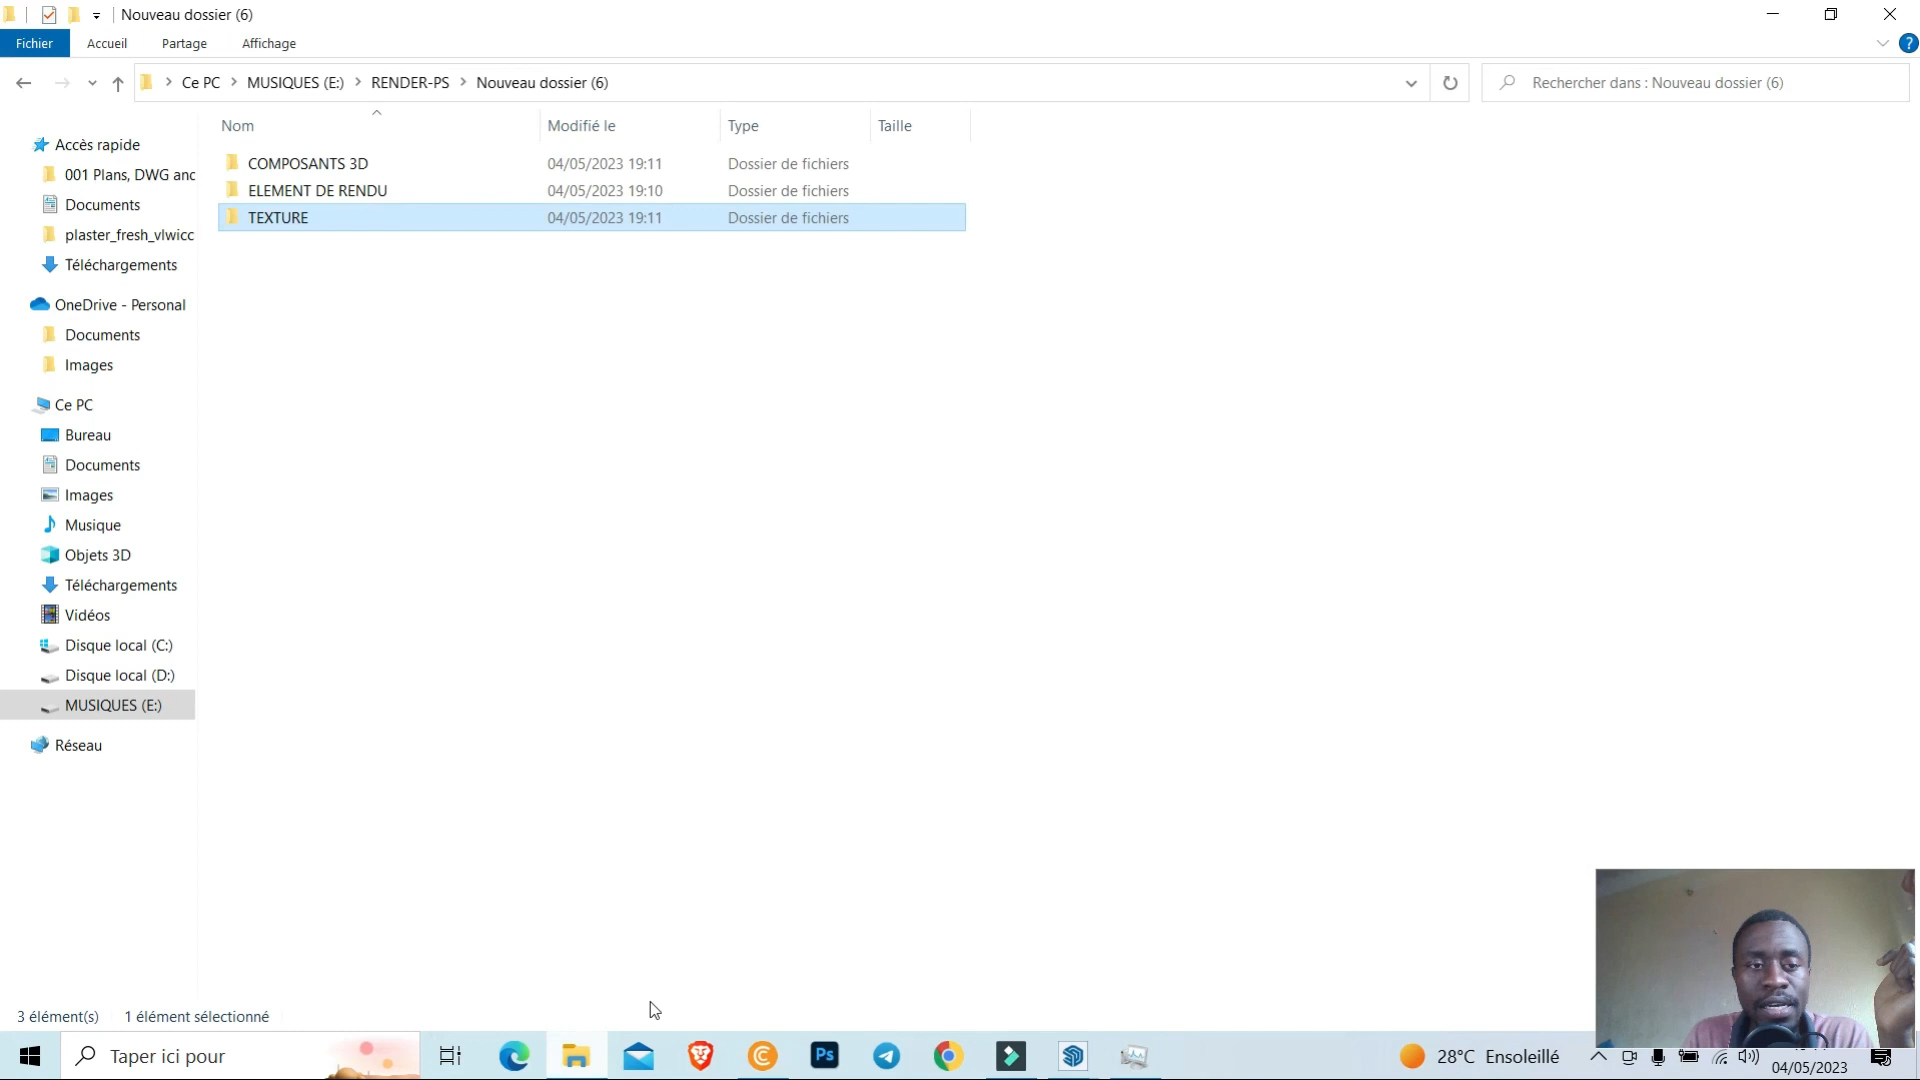 Nouveau dossier (6)
Fichier Accueil Partage Affichage
Ce PC MUSIQUES (E:) RENDER-PS Nouveau dossier (6) Rechercher dans : Nouveau dossier (6)
Nom Modifié le Type Taille
COMPOSANTS 3D 04/05/2023 19:11 Dossier de fichiers
ELEMENT DE RENDU 04/05/2023 19:10 Dossier de fichiers
TEXTURE 04/05/2023 19:11 Dossier de fichiers
Accès rapide
001 Plans, DWG and
Documents
plaster_fresh_vlwicc
Téléchargements
OneDrive - Personal
Documents
Images
Ce PC
Bureau
Documents
Images
Musique
Objets 3D
Téléchargements
Vidéos
Disque local (C:)
Disque local (D:)
MUSIQUES (E:)
Réseau
3 élément(s) 1 élément sélectionné
Taper ici pour
Ps
28°C Ensoleillé
04/05/2023